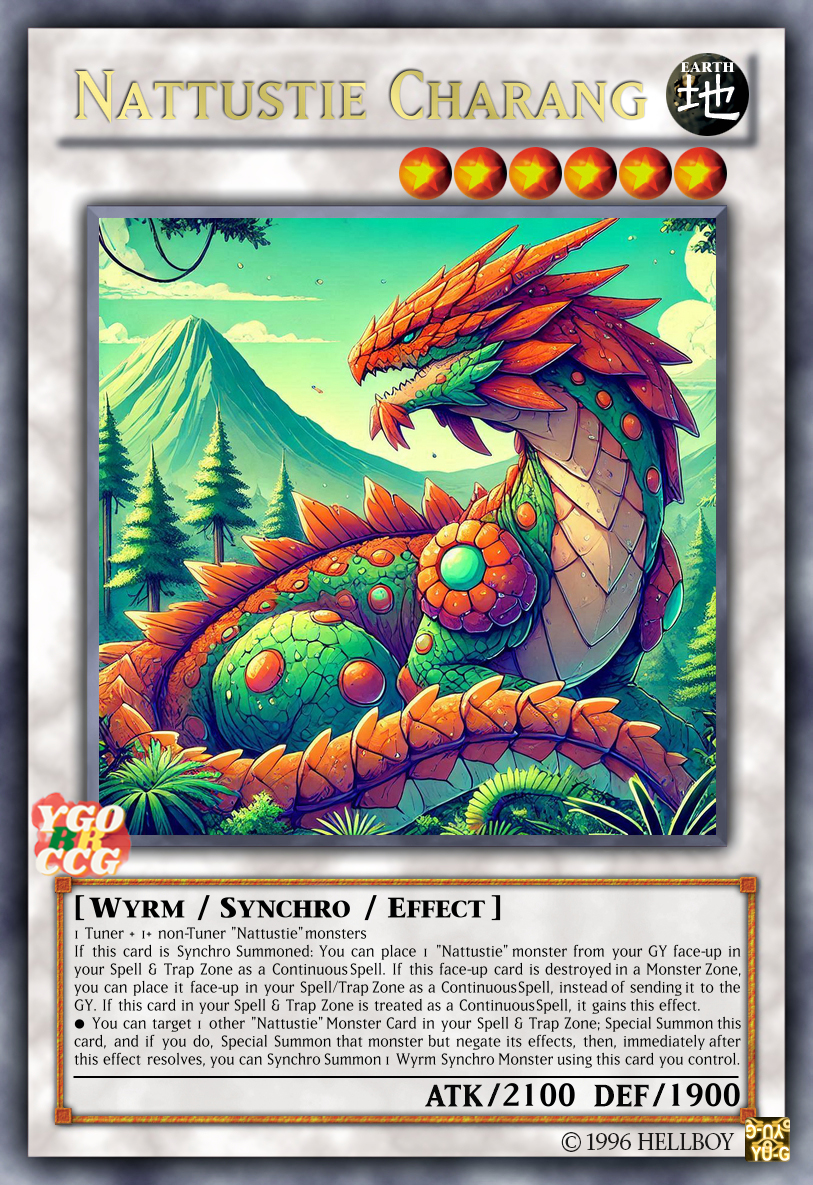 Nattustie Charang
EARTH
地
YGO
RR
CCG
[ Wyrm / Synchro / Effect ]
1 Tuner + 1+ non-Tuner "Nattustie" monsters
If this card is Synchro Summoned: You can place 1 "Nattustie" monster from your GY face-up in
your Spell & Trap Zone as a Continuous Spell. If this face-up card is destroyed in a Monster Zone,
you can place it face-up in your Spell/Trap Zone as a Continuous Spell, instead of sending it to the
GY. If this card in your Spell & Trap Zone is treated as a Continuous Spell, it gains this effect.
● You can target 1 other "Nattustie" Monster Card in your Spell & Trap Zone; Special Summon this
card, and if you do, Special Summon that monster but negate its effects, then, immediately after
this effect resolves, you can Synchro Summon 1 Wyrm Synchro Monster using this card you control.
ATK/2100 DEF/1900
© 1996 HELLBOY